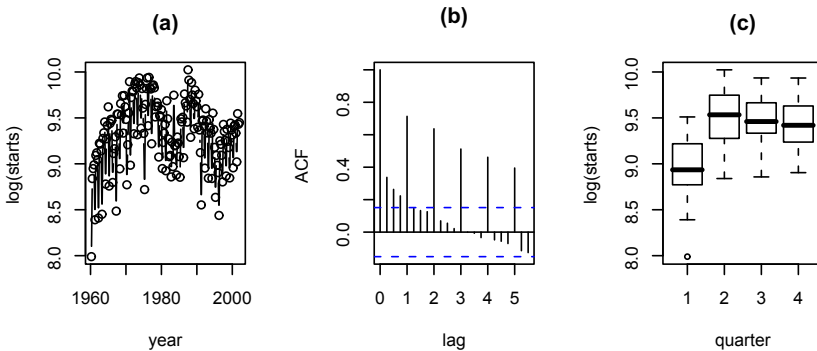 (a)
log(starts)
8.0 8.5 9.0 9.5 10.0
1960 1980 2000
year
(b)
ACF
0.0 0.4 0.8
0 1 2 3 4 5
lag
(c)
log(starts)
8.0 8.5 9.0 9.5 10.0
1 2 3 4
quarter